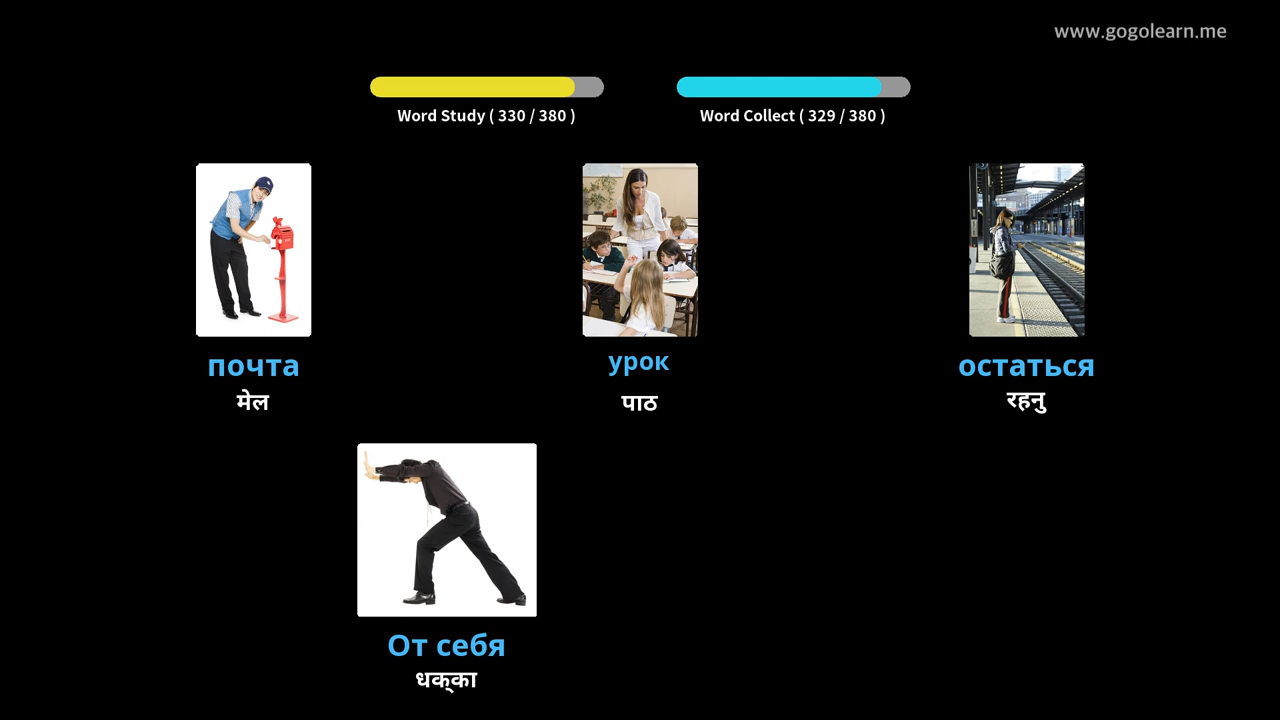 www.gogolearn.me
Word Study ( 330 / 380 )
Word Collect ( 329 / 380 )
почта
मेल
урок
पाठ
остаться
रहनु
От себя
धक्का